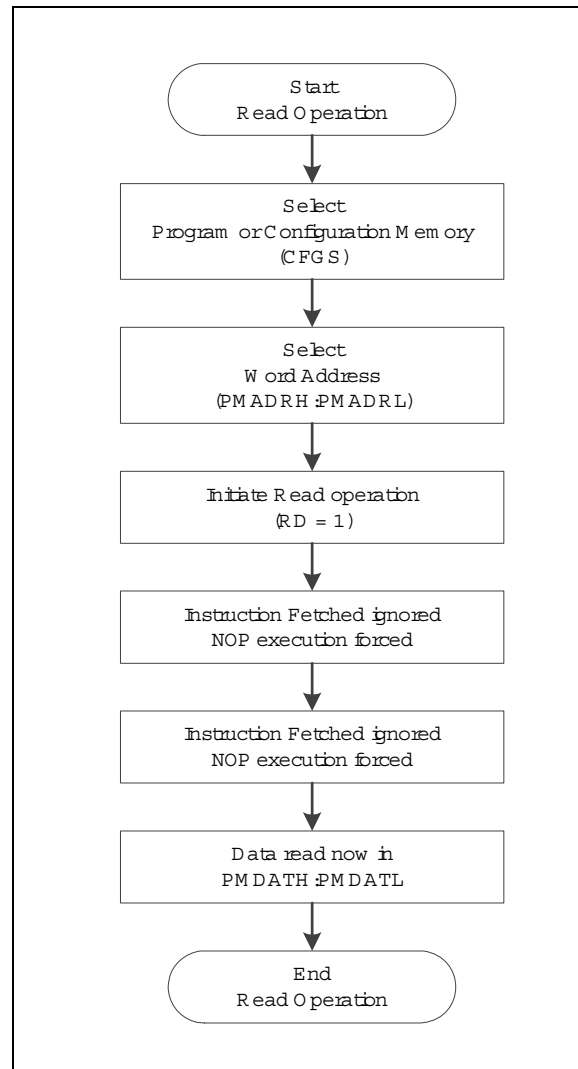 Start
Read Operation
Select
Program or Configuration Memory
(CFGS)
Select
Word Address
(PMADRH:PMADRL)
Initiate Read operation
(RD = 1)
Instruction Fetched ignored
NOP execution forced
Instruction Fetched ignored
NOP execution forced
Data read now in
PMDATH:PMDATL
End
Read Operation